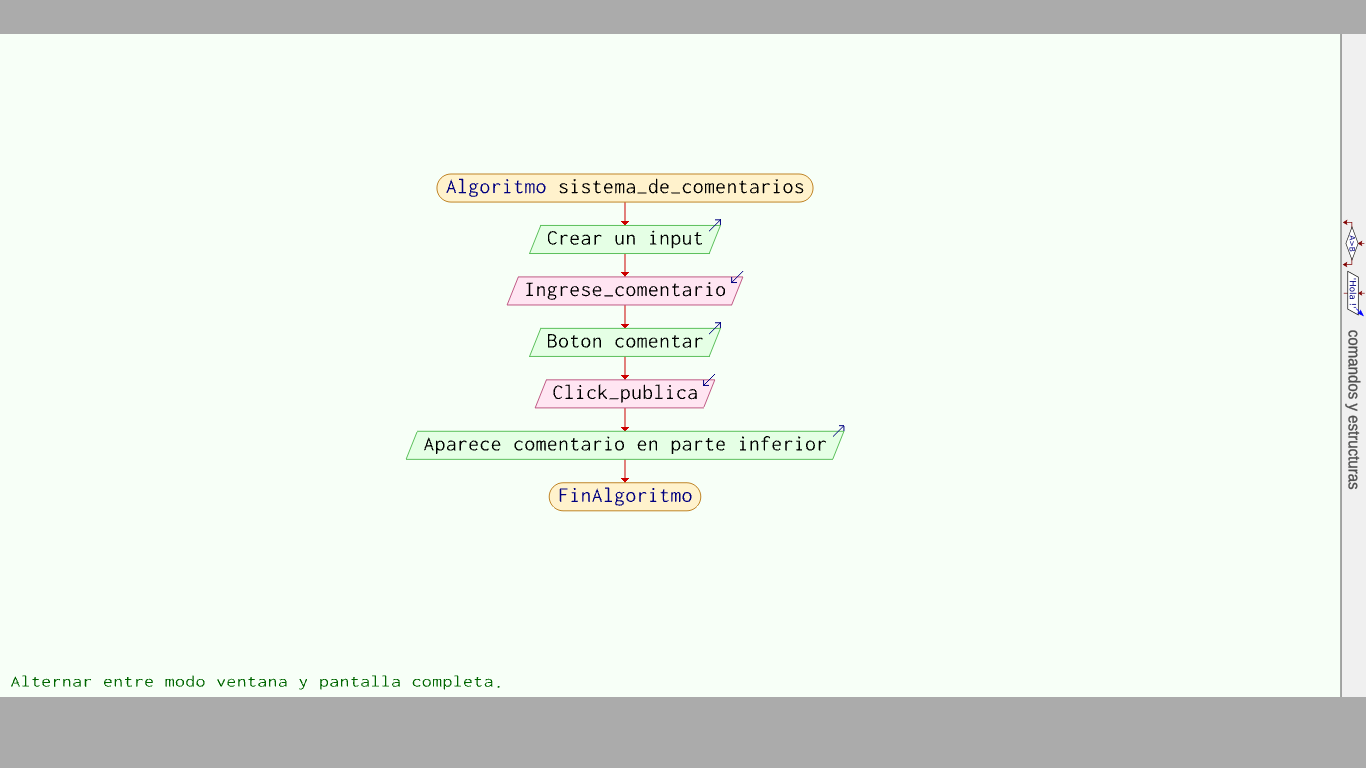 Algoritmo sistema_de_comentarios
Crear un input
Ingrese_comentario
Boton comentar
Click_publica
Aparece comentario en parte inferior
FinAlgoritmo
Alternar entre modo ventana y pantalla completa.
A>B
'Hola !'
comandos y estructuras